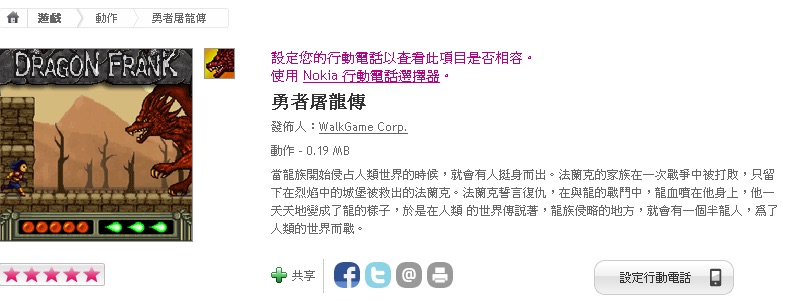 遊戲 動作 勇者屠龍傳
DRAGON FRANK
設定您的行動電話以查看此項目是否相容。
使用 Nokia 行動電話選擇器。
勇者屠龍傳
發佈人：WalkGame Corp.
動作 - 0.19 MB
當龍族開始侵占人類世界的時候，就會有人挺身而出。法蘭克的家族在一次戰爭中被打敗，只留
下在烈焰中的城堡被救出的法蘭克。法蘭克誓言復仇，在與龍的戰鬥中，龍血噴在他身上，他一
天天地變成了龍的樣子，於是在人類 的世界傳說著，龍族侵略的地方，就會有一個半龍人，爲了
人類的世界而戰。
共享
設定行動電話